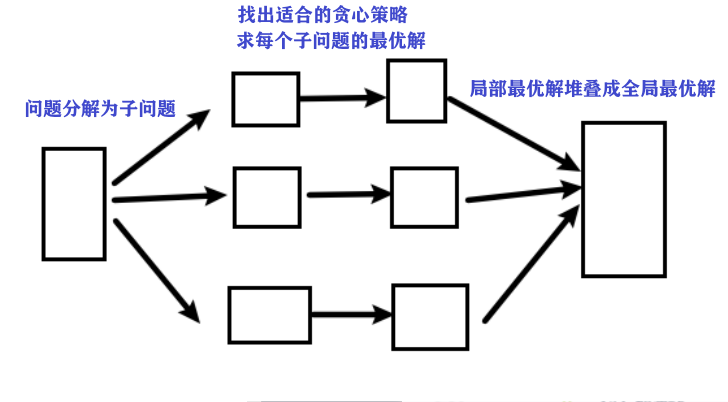 找出适合的贪心策略
求每个子问题的最优解
局部最优解堆叠成全局最优解
问题分解为子问题